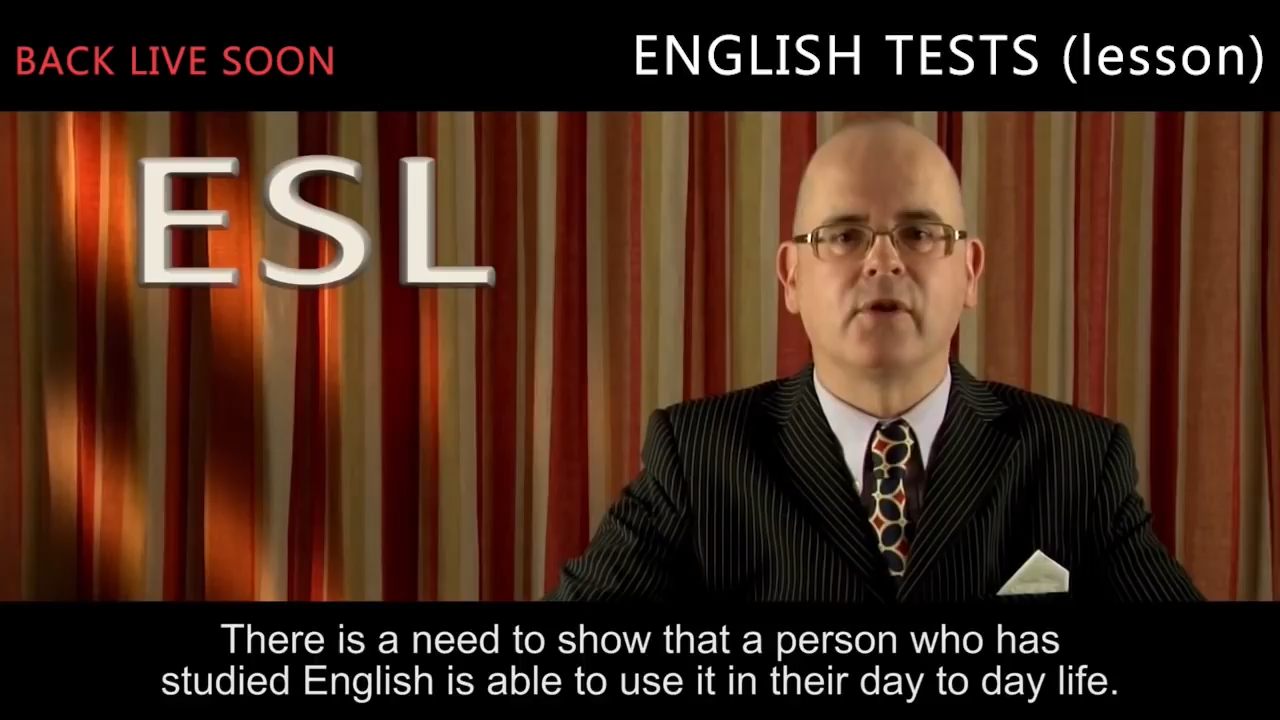 BACK LIVE SOON
ENGLISH TESTS (lesson)
ESL
There is a need to show that a person who has
studied English is able to use it in their day to day life.